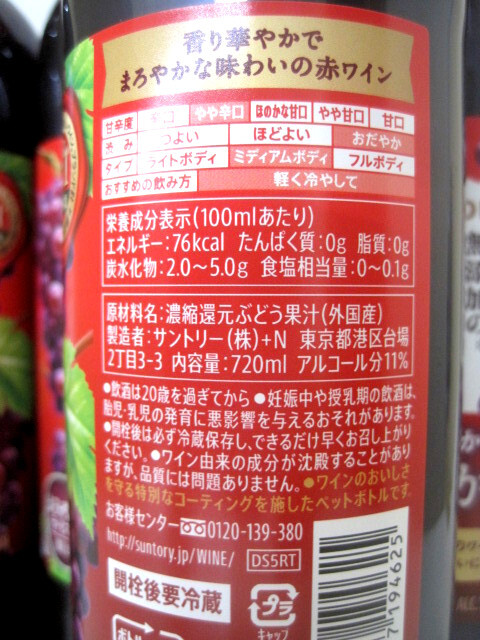 香り華やかで
まろやかな味わいの赤ワイン
甘辛度 辛口 やや辛口 ほのかな甘口 やや甘口 甘口
そ み つよい ほどよい おだやか
タイプ ライトボディ ミディアムボディ フルボディ
おすすめの飲み方 軽く冷やして
栄養成分表示(100mlあたり)
エネルギー:76kcal たんぱく質:0g 脂質:0g
炭水化物:2.0～5.0g 食塩相当量:0～0.1g
原材料名:濃縮還元ぶどう果汁(外国産)
製造者:サントリー(株)+N 東京都港区台場
2丁目3-3 内容量:720ml アルコール分11%
●飲酒は20歳を過ぎてから ●妊娠中や授乳期の飲酒は、
胎児・乳児の発育に悪影響を与えるおそれがあります。
●開栓後は必ず冷蔵保存し、できるだけ早くお召し上がり
ください。●ワイン由来の成分が沈殿することがあり
ますが、品質には問題ありません。●ワインのおいしさ
を守る特別なコーティングを施したペットボトルです。
お客様センター 0120-139-380
http://suntory.jp/WINE/ DS5RT
開栓後要冷蔵
プラ
キャップ
ボトル
7194625